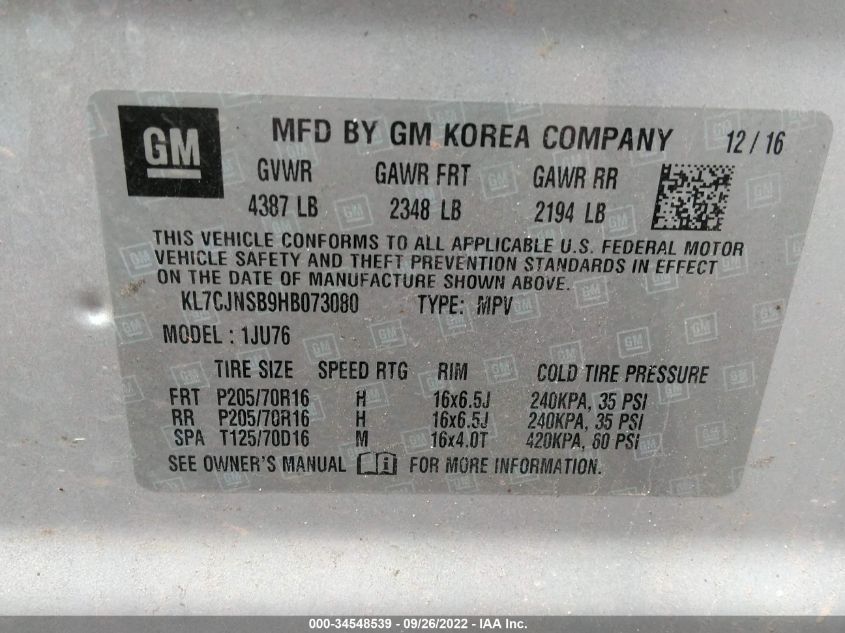 GM MFD BY GM KOREA COMPANY 12/16
GVWR GAWR FRT GAWR RR
4387 LB 2348 LB 2194 LB
THIS VEHICLE CONFORMS TO ALL APPLICABLE U.S. FEDERAL MOTOR
VEHICLE SAFETY AND THEFT PREVENTION STANDARDS IN EFFECT
ON THE DATE OF MANUFACTURE SHOWN ABOVE.
KL7CJNSB9HB073080 TYPE: MPV
MODEL: 1JU76
TIRE SIZE SPEED RTG RIM COLD TIRE PRESSURE
FRT P205/70R16 H 16x6.5J 240KPA, 35 PSI
RR P205/70R16 H 16x6.5J 240KPA, 35 PSI
SPA T125/70D16 M 16x4.0T 420KPA, 60 PSI
SEE OWNER'S MANUAL FOR MORE INFORMATION.
000-34548539 - 09/26/2022 - IAA Inc.